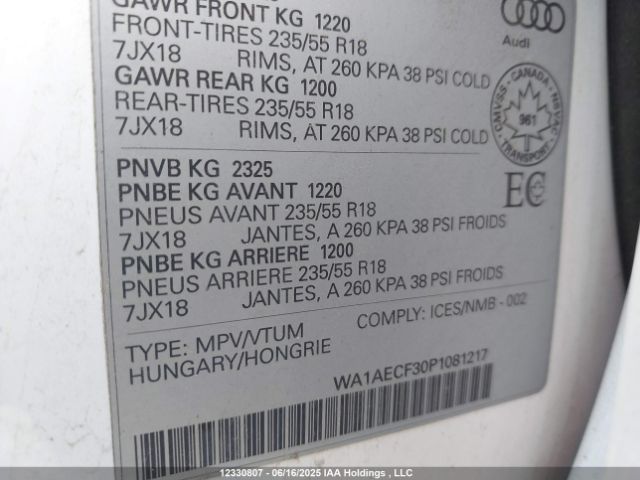 GAWR FRONT KG 1220
FRONT-TIRES 235/55 R18
7JX18 RIMS, AT 260 KPA 38 PSI COLD
GAWR REAR KG 1200
REAR-TIRES 235/55 R18
7JX18 RIMS, AT 260 KPA 38 PSI COLD
Audi
CMVSS - CANADA - NSVAC
961
TRANSPORT
EC
PNVB KG 2325
PNBE KG AVANT 1220
PNEUS AVANT 235/55 R18
7JX18 JANTES, A 260 KPA 38 PSI FROIDS
PNBE KG ARRIERE 1200
PNEUS ARRIERE 235/55 R18
7JX18 JANTES, A 260 KPA 38 PSI FROIDS
TYPE: MPV/VTUM COMPLY: ICES/NMB - 002
HUNGARY/HONGRIE
WA1AECF30P1081217
12330807 - 06/16/2025 IAA Holdings , LLC